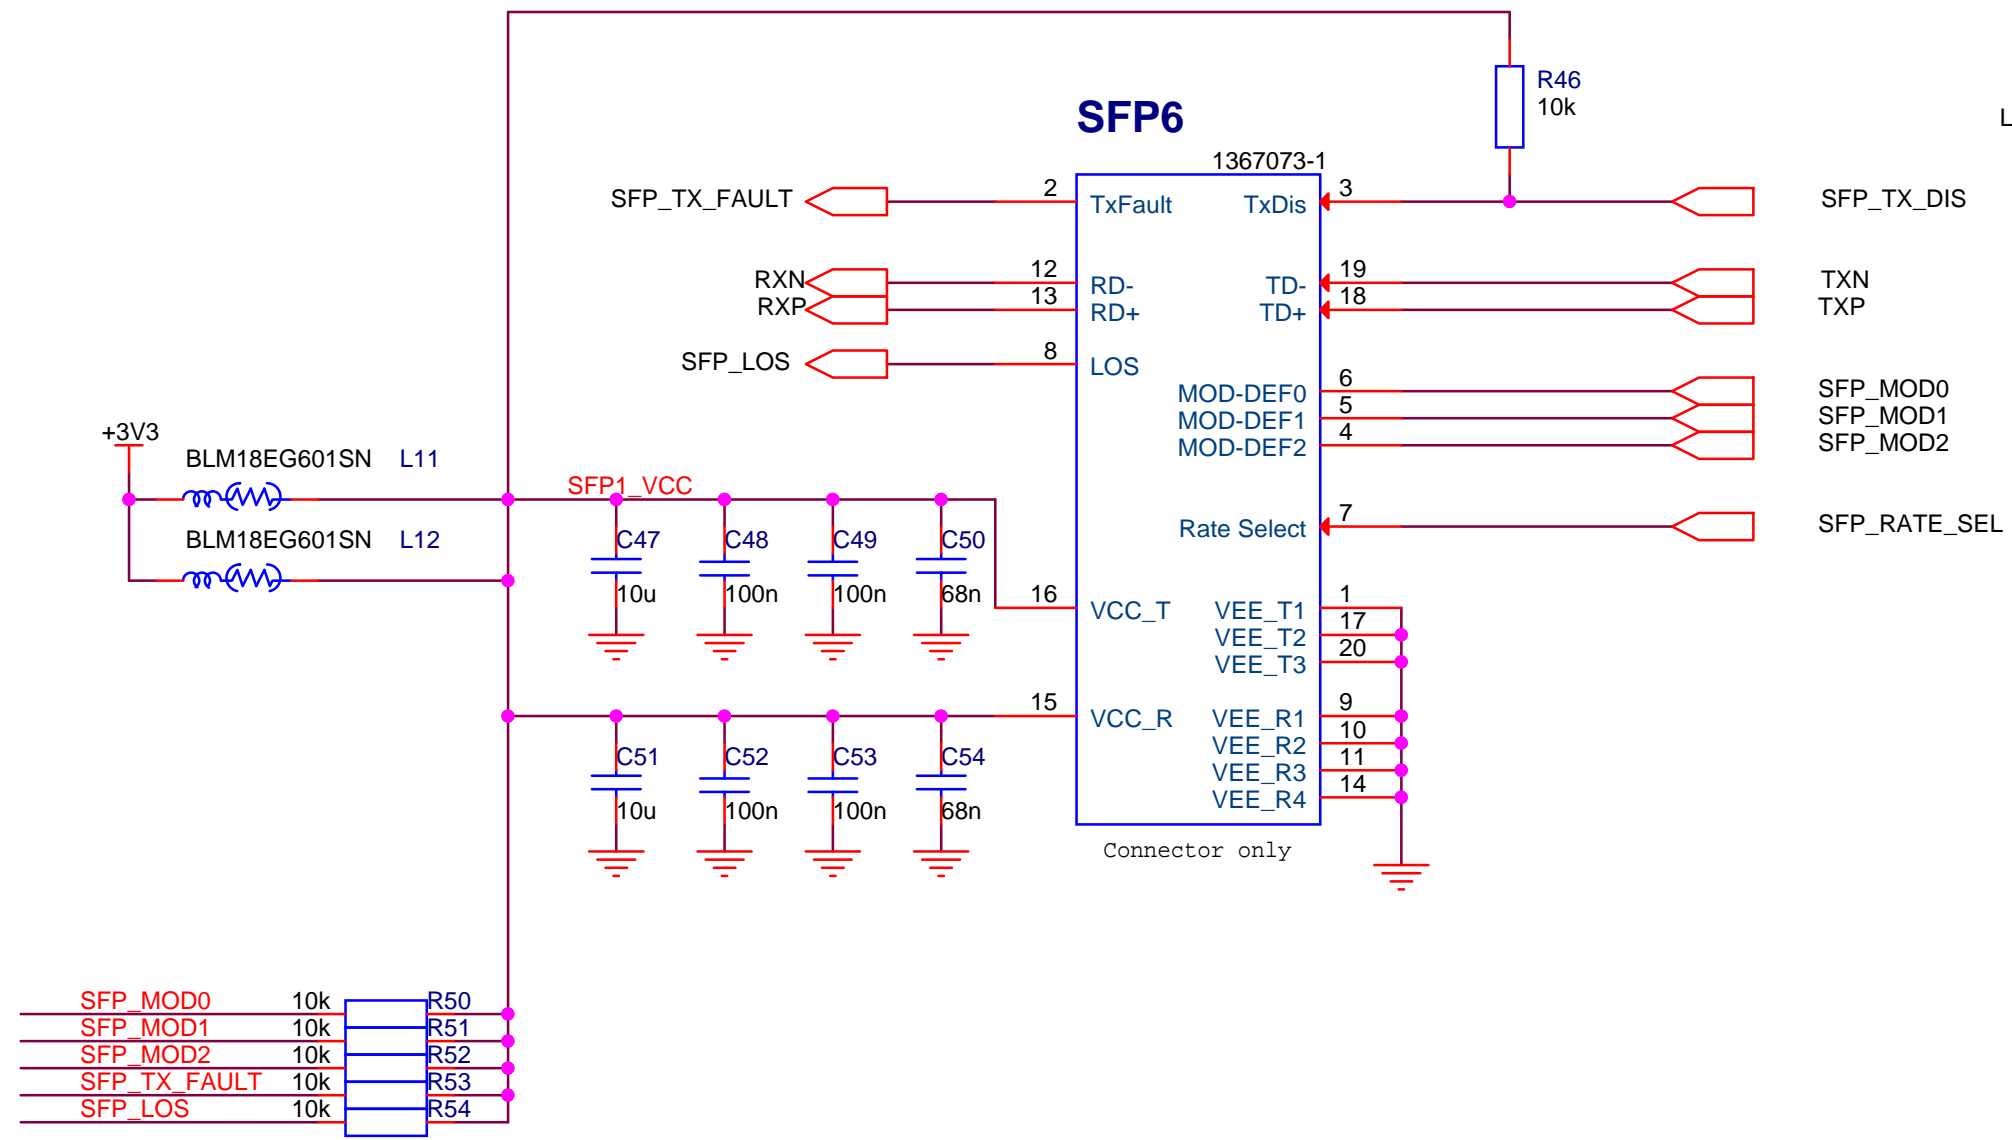 R46
10k
SFP6
L
1367073-1
SFP_TX_FAULT 2 TxFault TxDis 3 SFP_TX_DIS
RXN 12 RD- TD- 19 TXN
RXP 13 RD+ TD+ 18 TXP
SFP_LOS 8 LOS
MOD-DEF0 6 SFP_MOD0
MOD-DEF1 5 SFP_MOD1
MOD-DEF2 4 SFP_MOD2
+3V3
BLM18EG601SN L11
SFP1_VCC
Rate Select 7 SFP_RATE_SEL
BLM18EG601SN L12
C47 C48 C49 C50
10u 100n 100n 68n
16 VCC_T VEE_T1 1
VEE_T2 17
VEE_T3 20
15 VCC_R VEE_R1 9
VEE_R2 10
VEE_R3 11
VEE_R4 14
C51 C52 C53 C54
10u 100n 100n 68n
Connector only
SFP_MOD0 10k R50
SFP_MOD1 10k R51
SFP_MOD2 10k R52
SFP_TX_FAULT 10k R53
SFP_LOS 10k R54